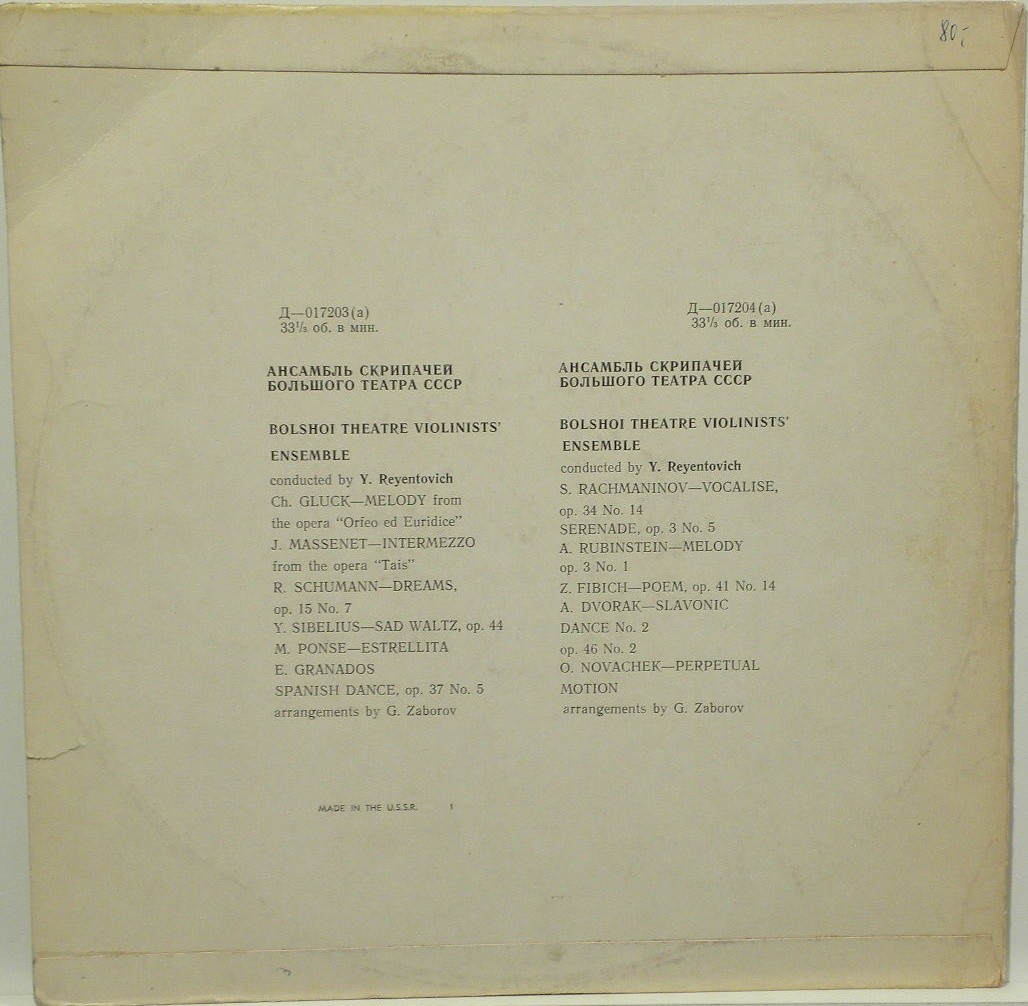 80,-
Д—017203(а)
33⅓ об. в мин.
АНСАМБЛЬ СКРИПАЧЕЙ
БОЛЬШОГО ТЕАТРА СССР
BOLSHOI THEATRE VIOLINISTS'
ENSEMBLE
conducted by Y. Reyentovich
Ch. GLUCK—MELODY from
the opera “Orfeo ed Euridice”
J. MASSENET—INTERMEZZO
from the opera “Tais”
R. SCHUMANN—DREAMS,
op. 15 No. 7
Y. SIBELIUS—SAD WALTZ, op. 44
M. PONSE—ESTRELLITA
E. GRANADOS
SPANISH DANCE, op. 37 No. 5
arrangements by G. Zaborov
Д—017204(а)
33⅓ об. в мин.
АНСАМБЛЬ СКРИПАЧЕЙ
БОЛЬШОГО ТЕАТРА СССР
BOLSHOI THEATRE VIOLINISTS'
ENSEMBLE
conducted by Y. Reyentovich
S. RACHMANINOV—VOCALISE,
op. 34 No. 14
SERENADE, op. 3 No. 5
A. RUBINSTEIN—MELODY
op. 3 No. 1
Z. FIBICH—POEM, op. 41 No. 14
A. DVORAK—SLAVONIC
DANCE No. 2
op. 46 No. 2
O. NOVACHEK—PERPETUAL
MOTION
arrangements by G. Zaborov
MADE IN THE U.S.S.R. 1